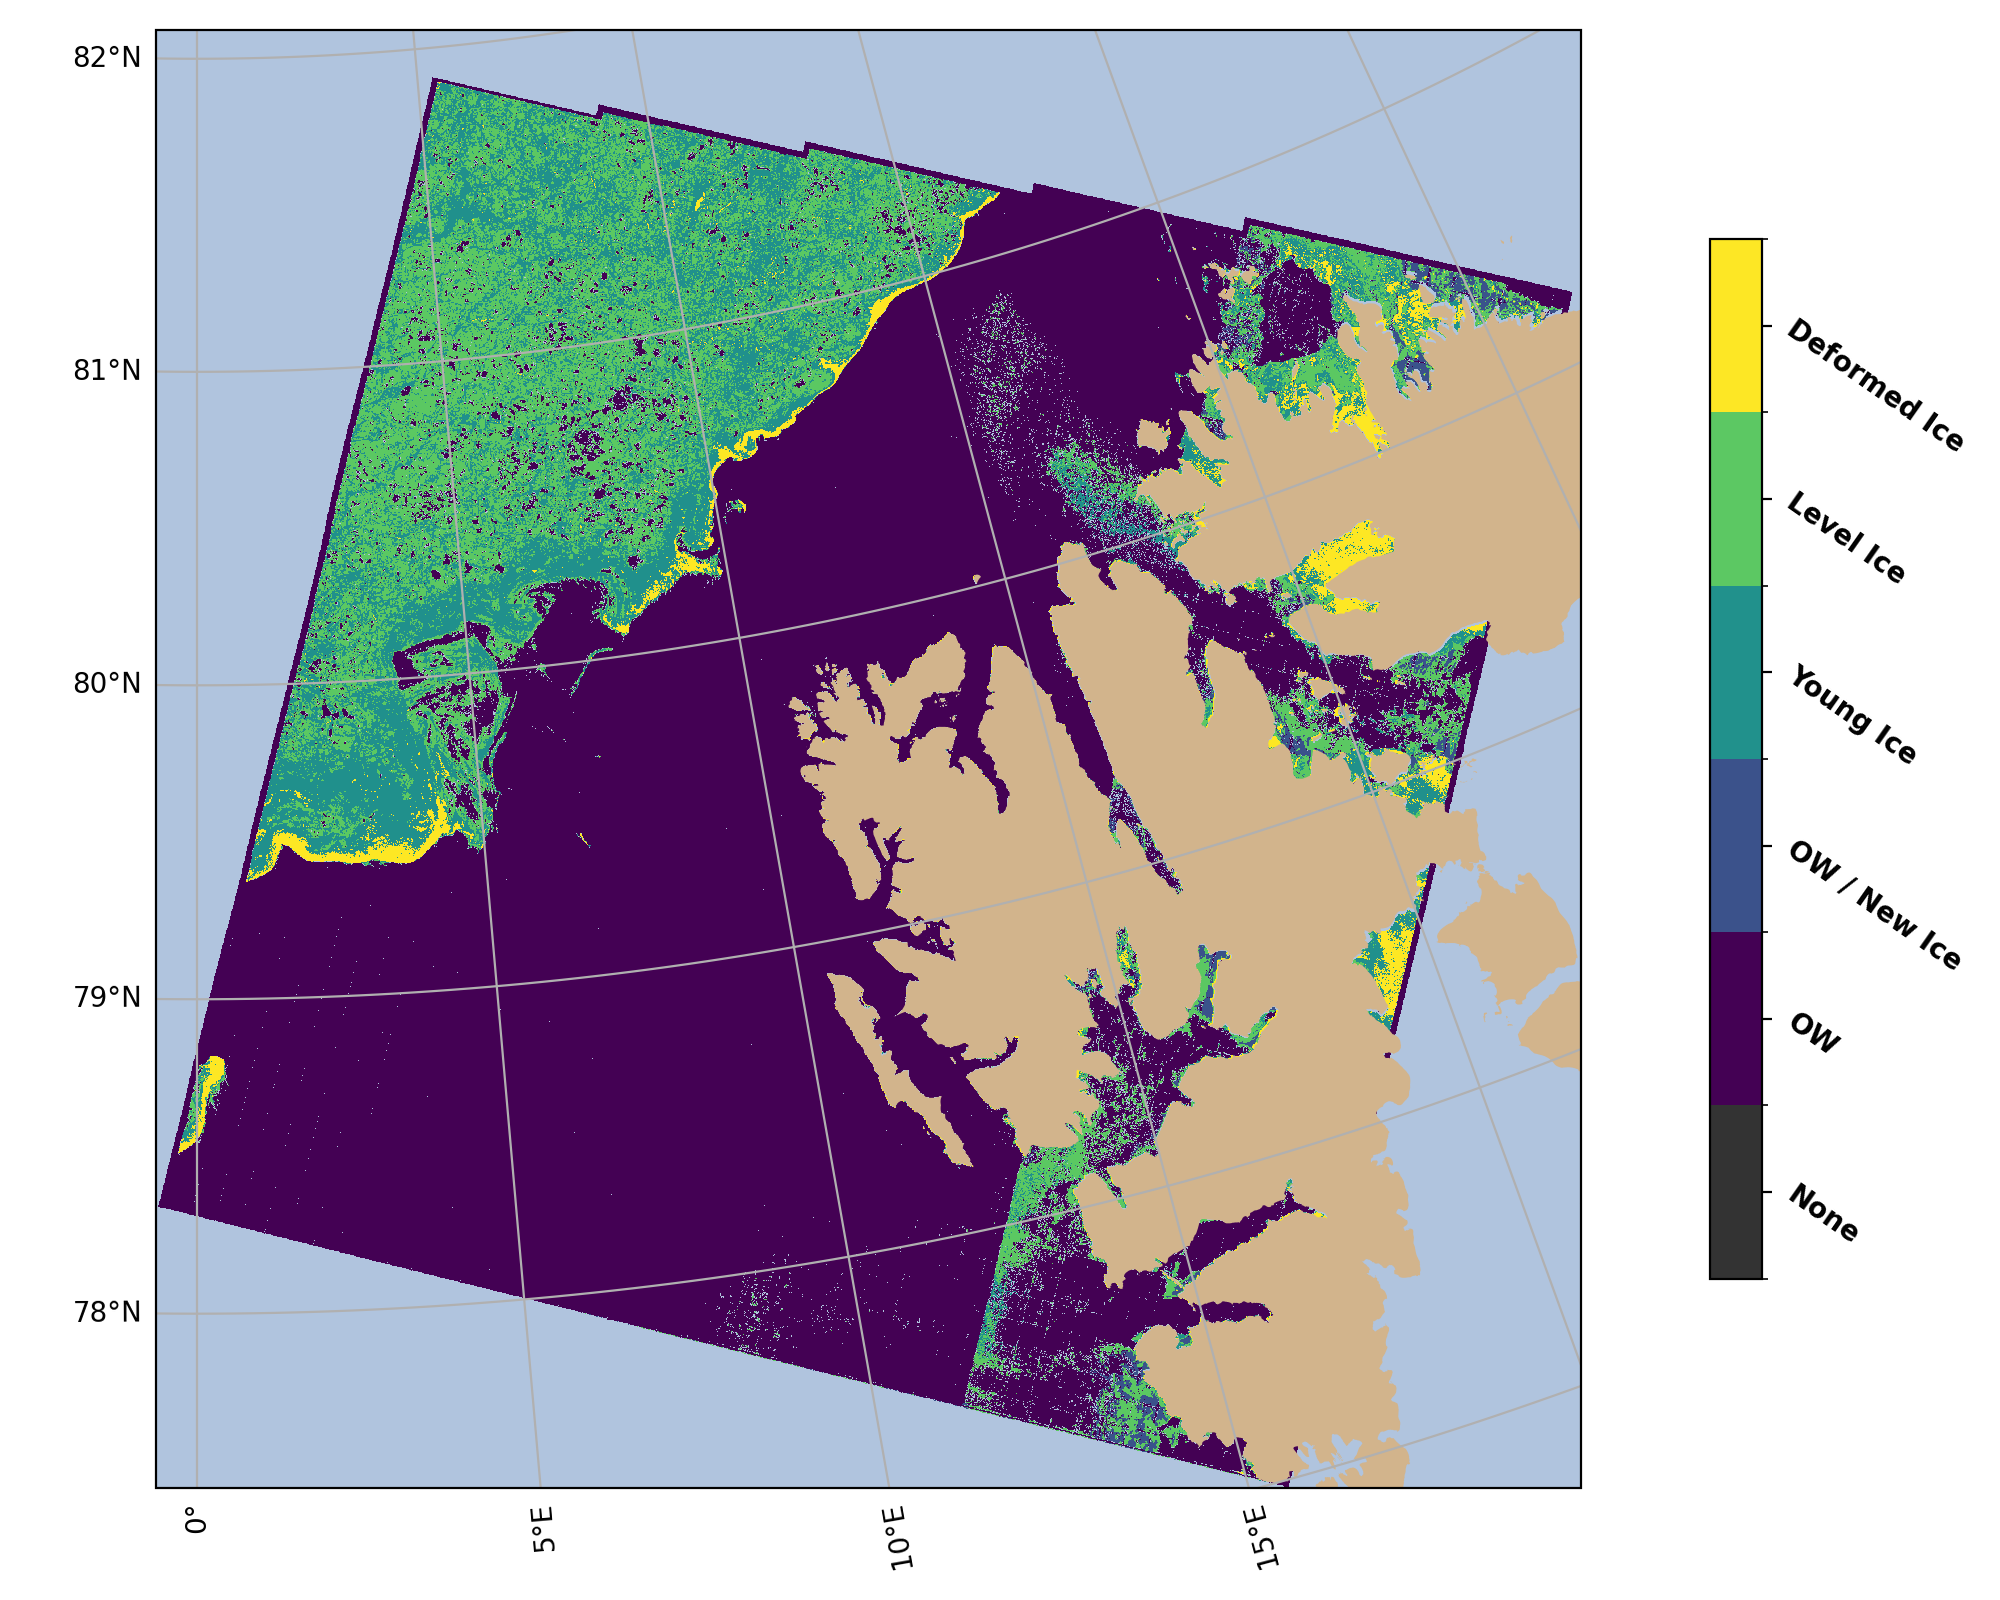 82°N
81°N
80°N
79°N
78°N
0°
5°E
10°E
15°E
Deformed Ice
Level Ice
Young Ice
OW / New Ice
OW
None